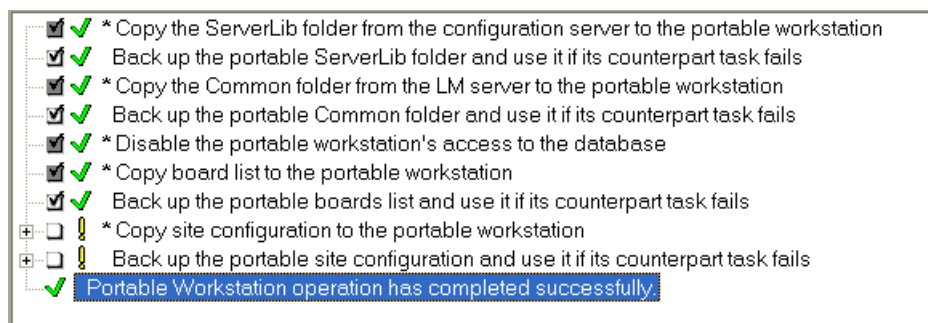 * Copy the ServerLib folder from the configuration server to the portable workstation
Back up the portable ServerLib folder and use it if its counterpart task fails
* Copy the Common folder from the LM server to the portable workstation
Back up the portable Common folder and use it if its counterpart task fails
* Disable the portable workstation's access to the database
* Copy board list to the portable workstation
Back up the portable boards list and use it if its counterpart task fails
* Copy site configuration to the portable workstation
Back up the portable site configuration and use it if its counterpart task fails
Portable Workstation operation has completed successfully.